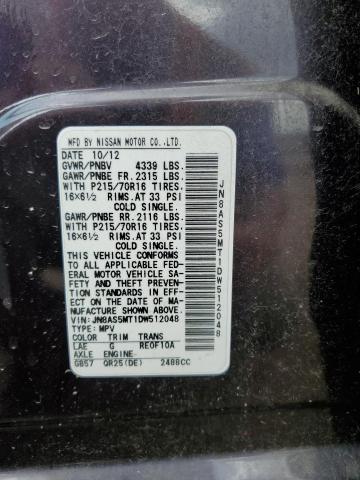 MFD BY NISSAN MOTOR CO.,LTD.
DATE 10/12
GVWR/PNBV 4339 LBS.
GAWR/PNBE FR. 2315 LBS.
WITH P215/70R16 TIRES.
16×6½ RIMS.AT 33 PSI
COLD SINGLE.
GAWR/PNBE RR. 2116 LBS.
WITH P215/70R16 TIRES.
16×6½ RIMS.AT 33 PSI
COLD SINGLE.
THIS VEHICLE CONFORMS
TO ALL APPLICABLE FED-
ERAL MOTOR VEHICLE SA-
FETY AND THEFT PREVEN-
TION STANDARDS IN EFF-
ECT ON THE DATE OF MA-
NUFACTURE SHOWN ABOVE
VIN:JN8AS5MT1DW512048
TYPE: MPV
COLOR TRIM TRANS
LAE G RE0F10A
AXLE ENGINE
GB57 QR25(DE) 2488CC
JN8AS5MT1DW512048